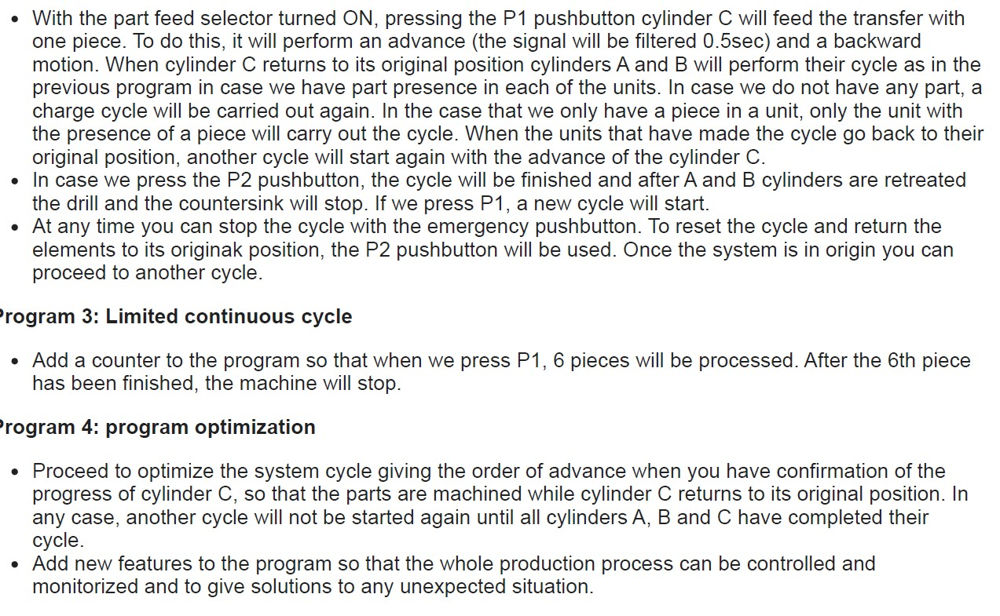 • With the part feed selector turned ON, pressing the P1 pushbutton cylinder C will feed the transfer with
one piece. To do this, it will perform an advance (the signal will be filtered 0.5sec) and a backward
motion. When cylinder C returns to its original position cylinders A and B will perform their cycle as in the
previous program in case we have part presence in each of the units. In case we do not have any part, a
charge cycle will be carried out again. In the case that we only have a piece in a unit, only the unit with
the presence of a piece will carry out the cycle. When the units that have made the cycle go back to their
original position, another cycle will start again with the advance of the cylinder C.
• In case we press the P2 pushbutton, the cycle will be finished and after A and B cylinders are retreated
the drill and the countersink will stop. If we press P1, a new cycle will start.
• At any time you can stop the cycle with the emergency pushbutton. To reset the cycle and return the
elements to its originak position, the P2 pushbutton will be used. Once the system is in origin you can
proceed to another cycle.
Program 3: Limited continuous cycle
• Add a counter to the program so that when we press P1, 6 pieces will be processed. After the 6th piece
has been finished, the machine will stop.
Program 4: program optimization
• Proceed to optimize the system cycle giving the order of advance when you have confirmation of the
progress of cylinder C, so that the parts are machined while cylinder C returns to its original position. In
any case, another cycle will not be started again until all cylinders A, B and C have completed their
cycle.
• Add new features to the program so that the whole production process can be controlled and
monitorized and to give solutions to any unexpected situation.